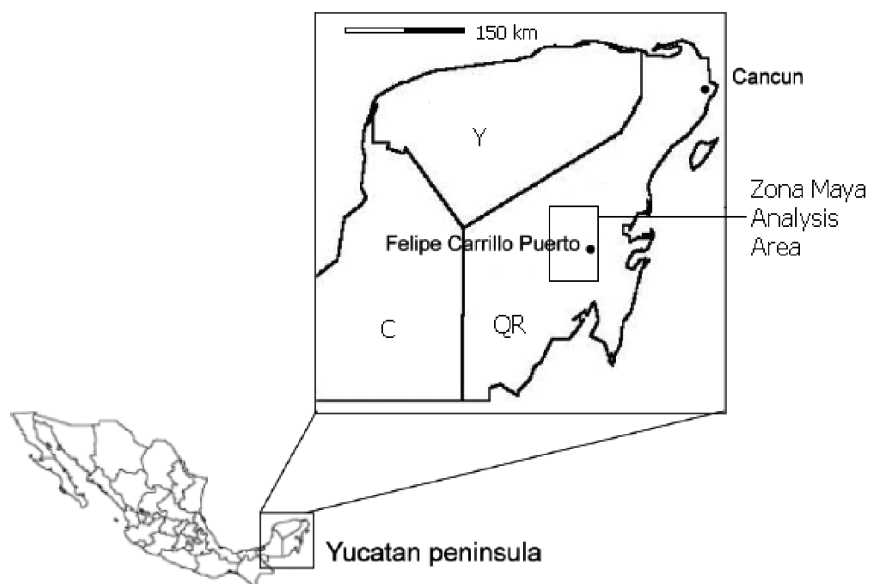 150 km
Cancun
Y
Zona Maya
Analysis
Area
Felipe Carrillo Puerto
C
QR
Yucatan peninsula